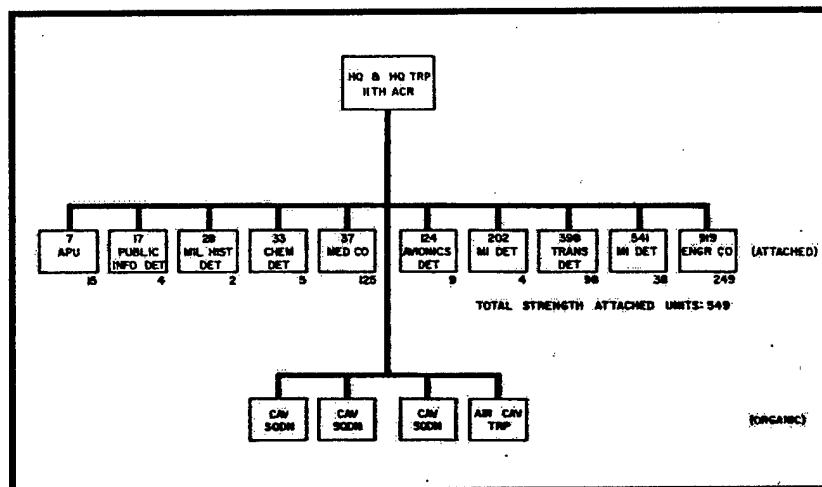 HQ & HQ TRP
11TH ACR
7
APU
15
17
PUBLIC
INFO DET
4
28
MIL HIST
DET
2
33
CHEM
DET
5
37
MED CO
125
124
AVIONICS
DET
9
202
MI DET
4
398
TRANS
DET
98
541
MI DET
38
919
ENGR CO
249
(ATTACHED)
TOTAL STRENGTH ATTACHED UNITS: 549
CAV
SQDN
CAV
SQDN
CAV
SQDN
AIR CAV
TRP
(ORGANIC)